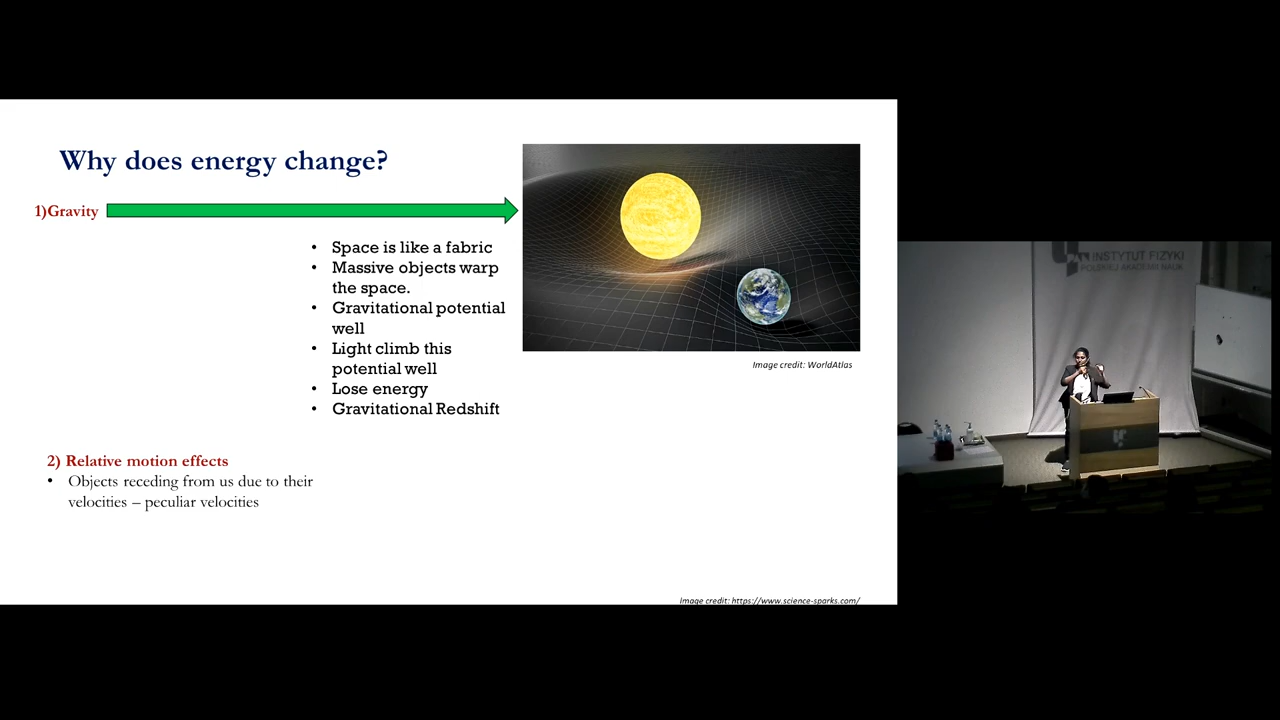 Why does energy change?
1)Gravity
• Space is like a fabric
• Massive objects warp
the space.
• Gravitational potential
well
• Light climb this
potential well
• Lose energy
• Gravitational Redshift
Image credit: WorldAtlas
2) Relative motion effects
• Objects receding from us due to their
velocities – peculiar velocities
Image credit: https://www.science-sparks.com/
INSTYTUT FIZYKI
POLSKIEJ AKADEMII NAUK